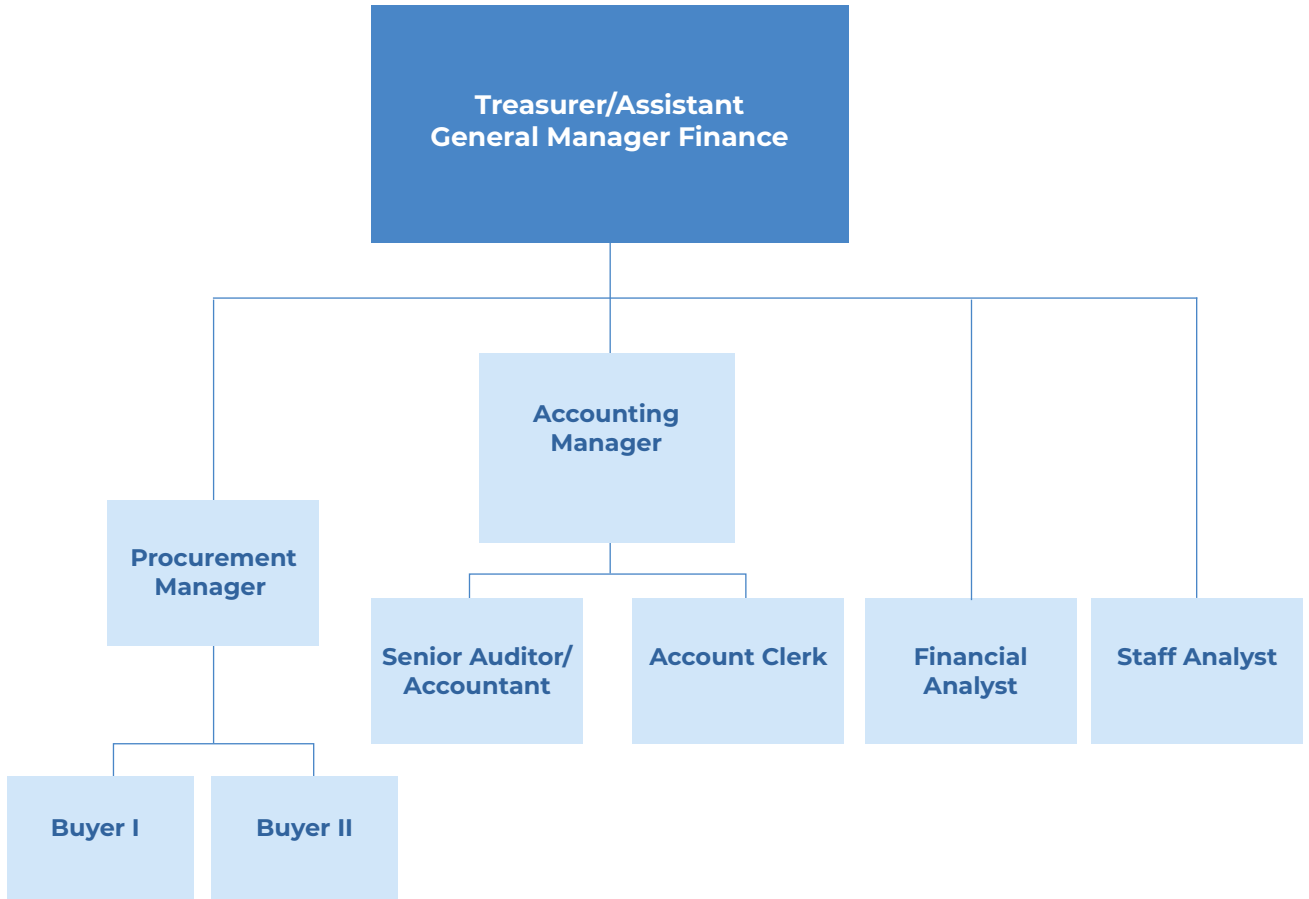 Treasurer/Assistant
General Manager Finance
Accounting
Manager
Procurement
Manager
Senior Auditor/
Accountant
Account Clerk
Financial
Analyst
Staff Analyst
Buyer I
Buyer II